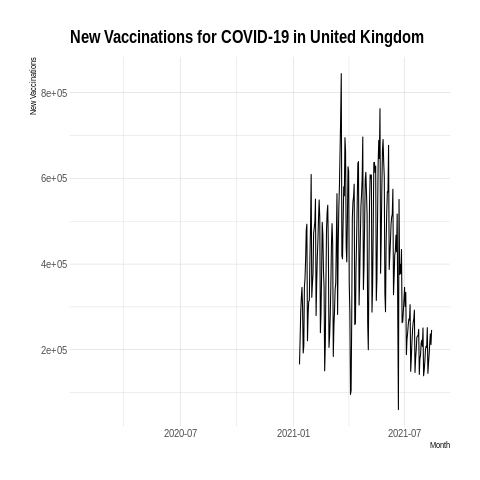 New Vaccinations for COVID-19 in United Kingdom
New Vaccinations
8e+05
6e+05
4e+05
2e+05
2020-07
2021-01
2021-07
Month